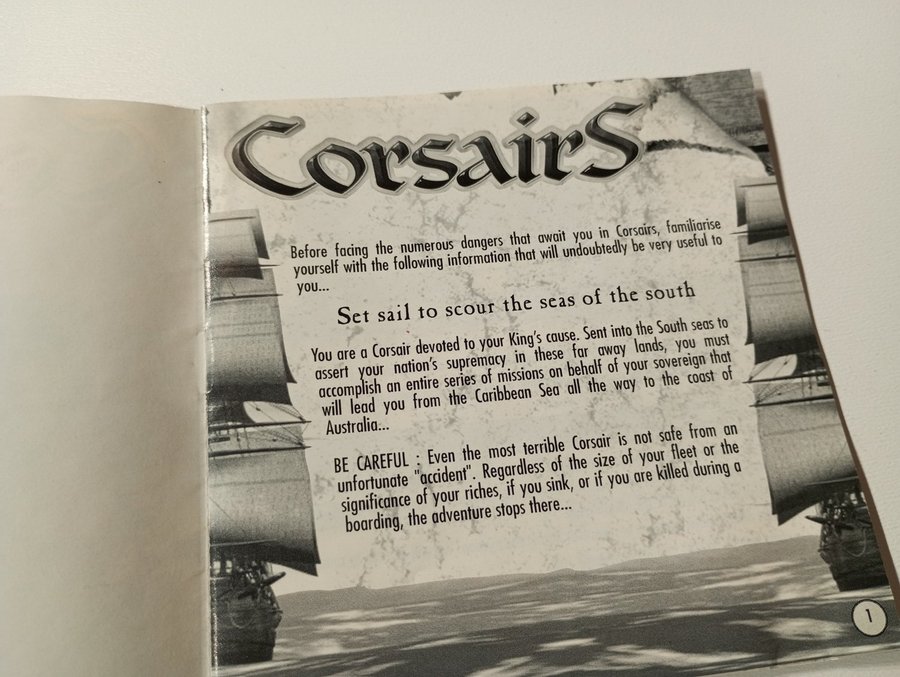 CorsairS
Before facing the numerous dangers that await you in Corsairs, familiarise
yourself with the following information that will undoubtedly be very useful to
you...
Set sail to scour the seas of the south
You are a Corsair devoted to your King's cause. Sent into the South seas to
assert your nation's supremacy in these far away lands, you must
accomplish an entire series of missions on behalf of your sovereign that
will lead you from the Caribbean Sea all the way to the coast of
Australia...
BE CAREFUL : Even the most terrible Corsair is not safe from an
unfortunate "accident". Regardless of the size of your fleet or the
significance of your riches, if you sink, or if you are killed during a
boarding, the adventure stops there...
1